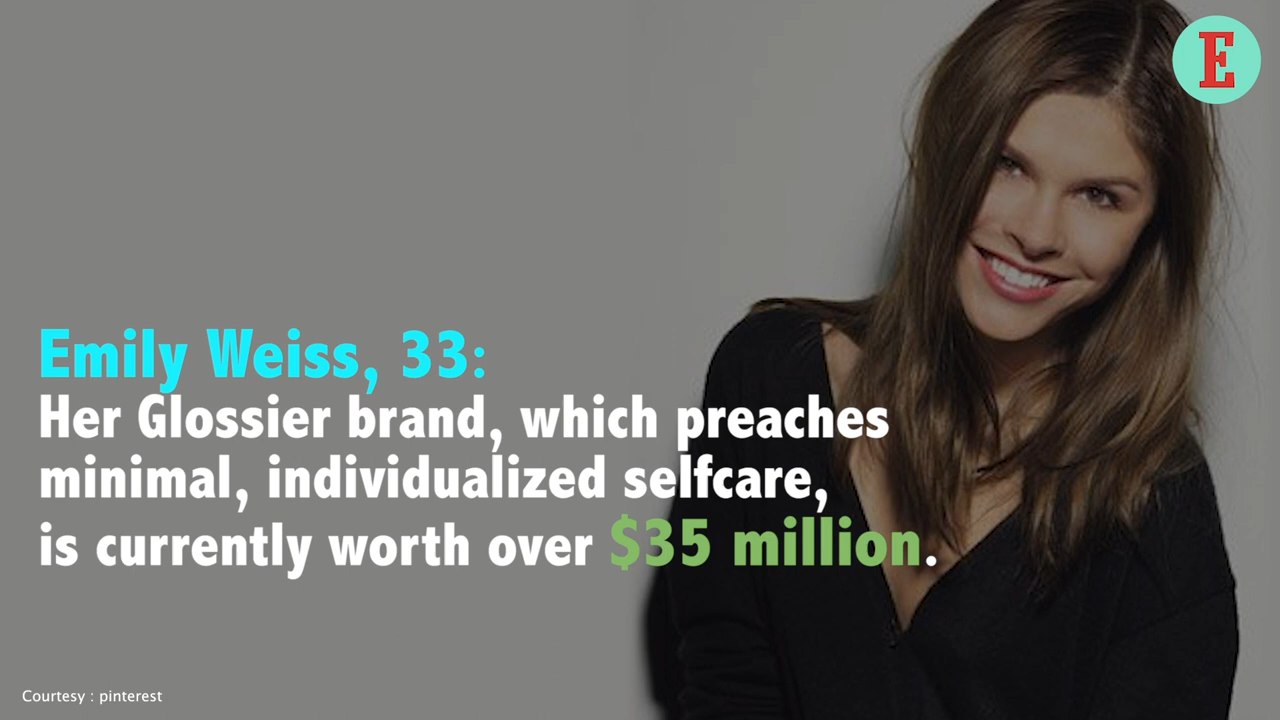 E
Emily Weiss, 33:
Her Glossier brand, which preaches
minimal, individualized selfcare,
is currently worth over $35 million.
Courtesy : pinterest